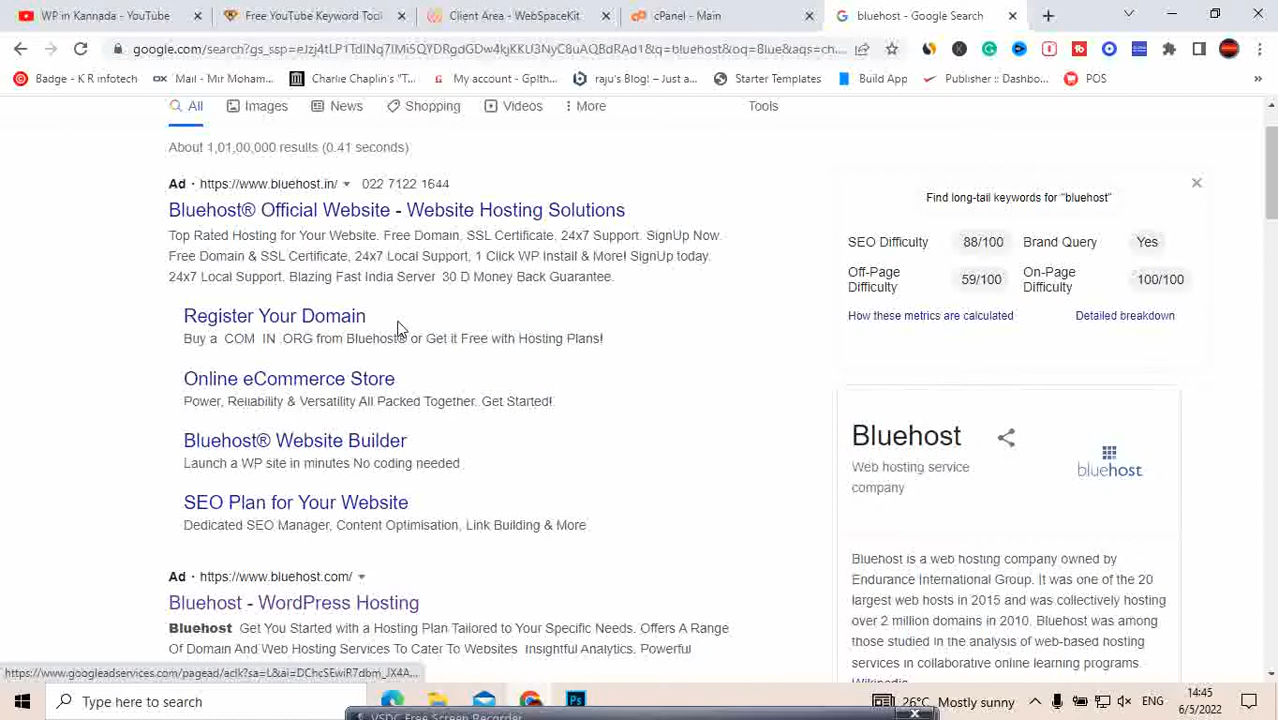 WP in Kannada - YouTube
Free YouTube Keyword Tool
Client Area - WebSpaceKit
cPanel - Main
bluehost - Google Search
google.com/search?gs_ssp=
&q=bluehost&oq=Blue&aqs=ch...
Badge - K R infotech
Mail - Mir Moham...
Charlie Chaplin's "T...
My account - Gplth...
raju's Blog! – Just a...
Starter Templates
Build App
Publisher :: Dashbo...
POS
»
All
Images
News
Shopping
Videos
More
Tools
About 1,01,00,000 results (0.41 seconds)
Ad · https://www.bluehost.in/ 022 7122 1644
Bluehost® Official Website - Website Hosting Solutions
Top Rated Hosting for Your Website. Free Domain, SSL Certificate, 24x7 Support. SignUp Now.
Free Domain & SSL Certificate, 24x7 Local Support, 1 Click WP Install & More! SignUp today.
24x7 Local Support. Blazing Fast India Server 30 D Money Back Guarantee.
Register Your Domain
Buy a COM IN .ORG from Bluehost® or Get it Free with Hosting Plans!
Online eCommerce Store
Power, Reliability & Versatility All Packed Together. Get Started!.
Bluehost® Website Builder
Launch a WP site in minutes No coding needed
SEO Plan for Your Website
Dedicated SEO Manager, Content Optimisation, Link Building & More
Ad · https://www.bluehost.com/
Bluehost - WordPress Hosting
Bluehost Get You Started with a Hosting Plan Tailored to Your Specific Needs. Offers A Range
Of Domain And Web Hosting Services To Cater To Websites Insightful Analytics. Powerful
Find long-tail keywords for "bluehost"
SEO Difficulty 88/100 Brand Query Yes
Off-Page Difficulty 59/100 On-Page Difficulty 100/100
How these metrics are calculated Detailed breakdown
Bluehost
Web hosting service
company
bluehost
Bluehost is a web hosting company owned by
Endurance International Group. It was one of the 20
largest web hosts in 2015 and was collectively hosting
over 2 million domains in 2010. Bluehost was among
those studied in the analysis of web-based hosting
services in collaborative online learning programs.
Wikipedia
https://www.googleadservices.com/pagead/aclk?sa=L&ai=DChcSEwiR7dbm_JX4A...
Type here to search
26°C Mostly sunny
ENG
14:45
6/5/2022
VSDC Free Screen Recorder